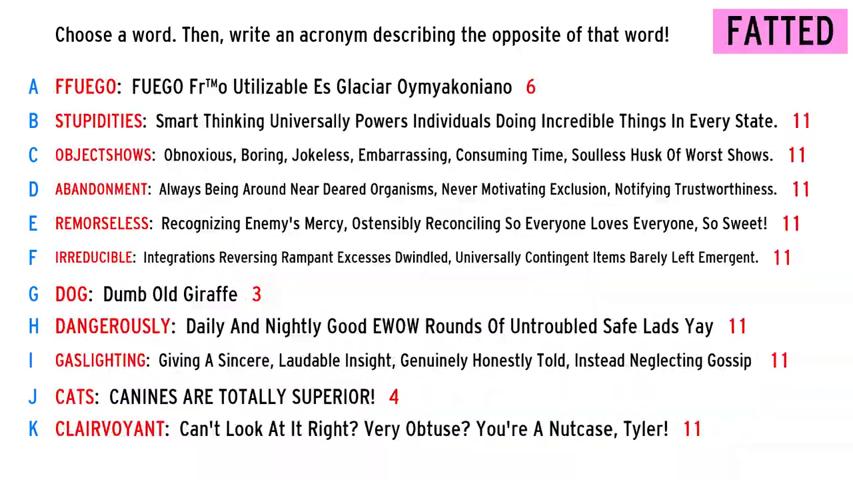 Choose a word. Then, write an acronym describing the opposite of that word!
FATTED
A FFUEGO: FUEGO Fr™o Utilizable Es Glaciar Oymyakoniano 6
B STUPIDITIES: Smart Thinking Universally Powers Individuals Doing Incredible Things In Every State. 11
C OBJECTSHOWS: Obnoxious, Boring, Jokeless, Embarrassing, Consuming Time, Soulless Husk Of Worst Shows. 11
D ABANDONMENT: Always Being Around Near Deared Organisms, Never Motivating Exclusion, Notifying Trustworthiness. 11
E REMORSELESS: Recognizing Enemy's Mercy, Ostensibly Reconciling So Everyone Loves Everyone, So Sweet! 11
F IRREDUCIBLE: Integrations Reversing Rampant Excesses Dwindled, Universally Contingent Items Barely Left Emergent. 11
G DOG: Dumb Old Giraffe 3
H DANGEROUSLY: Daily And Nightly Good EWOW Rounds Of Untroubled Safe Lads Yay 11
I GASLIGHTING: Giving A Sincere, Laudable Insight, Genuinely Honestly Told, Instead Neglecting Gossip 11
J CATS: CANINES ARE TOTALLY SUPERIOR! 4
K CLAIRVOYANT: Can't Look At It Right? Very Obtuse? You're A Nutcase, Tyler! 11